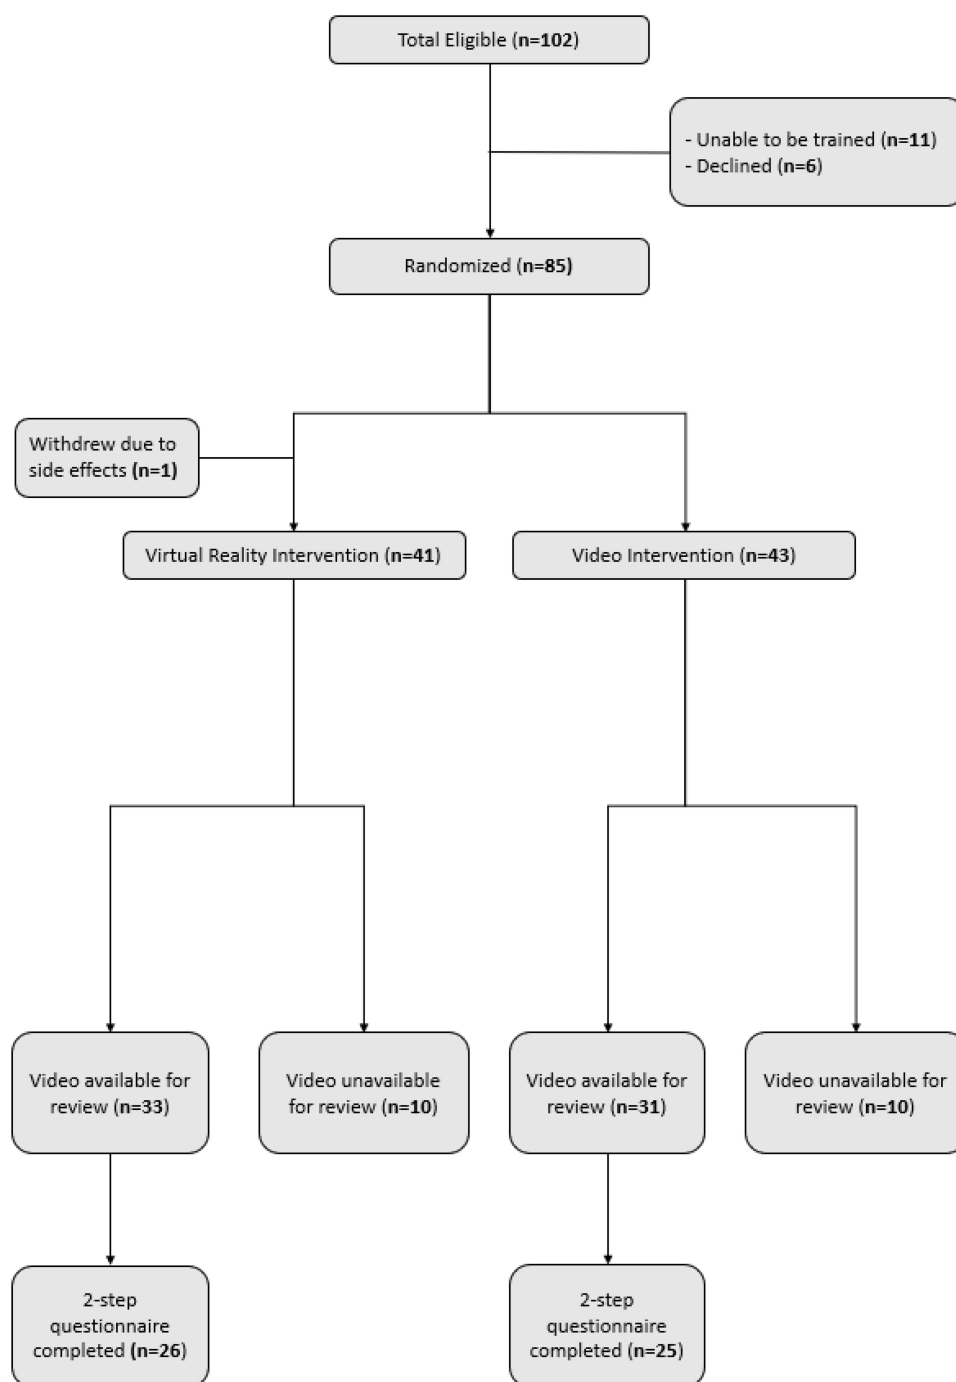 Total Eligible (n=102)
- Unable to be trained (n=11)
- Declined (n=6)
Randomized (n=85)
Withdrew due to
side effects (n=1)
Virtual Reality Intervention (n=41)
Video Intervention (n=43)
Video available for
review (n=33)
Video unavailable
for review (n=10)
Video available for
review (n=31)
Video unavailable for
review (n=10)
2-step
questionnaire
completed (n=26)
2-step
questionnaire
completed (n=25)